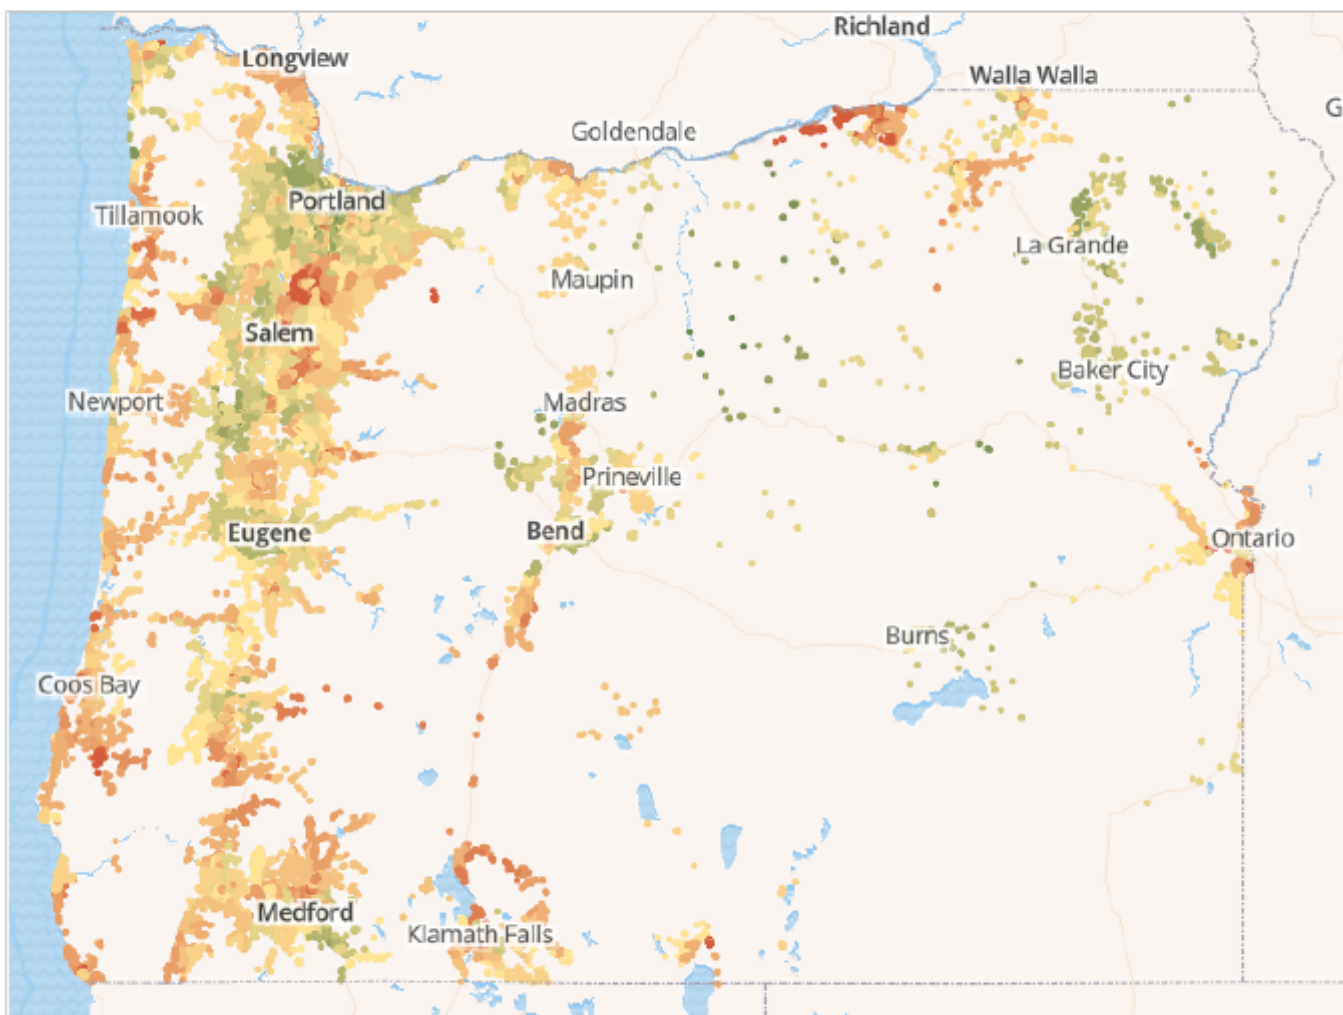 Richland
Longview
Walla Walla
G
Goldendale
Portland
Tillamook
La Grande
Maupin
Salem
Baker City
Newport
Madras
Prineville
Bend
Eugene
Ontario
Burns
Coos Bay
Medford
Klamath Falls